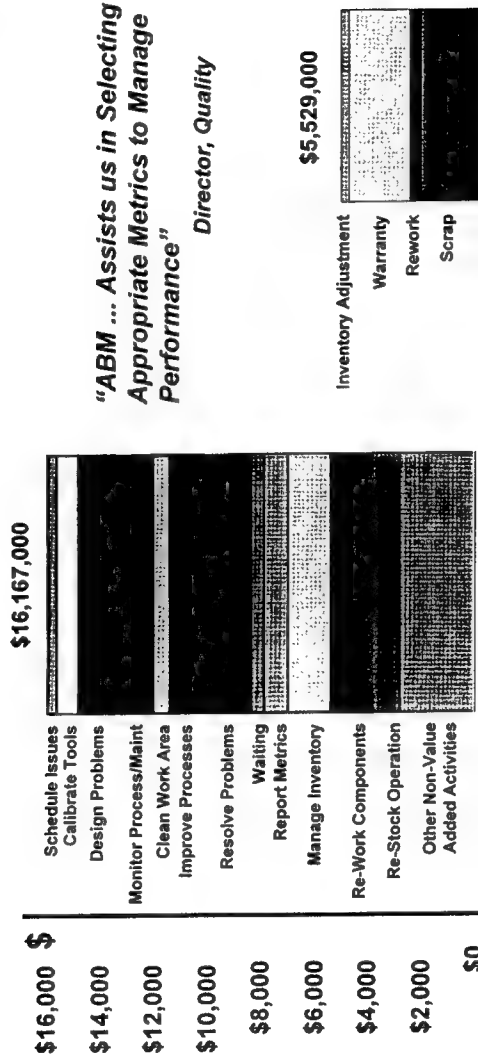 "ABM ... Assists us in Selecting
Appropriate Metrics to Manage
Performance"
Director, Quality
$16,167,000
$5,529,000
$
$16,000
$14,000
$12,000
$10,000
$8,000
$6,000
$4,000
$2,000
$0
Schedule Issues
Calibrate Tools
Design Problems
Monitor Process/Maint
Clean Work Area
Improve Processes
Resolve Problems
Waiting
Report Metrics
Manage Inventory
Re-Work Components
Re-Stock Operation
Other Non-Value
Added Activities
Inventory Adjustment
Warranty
Rework
Scrap